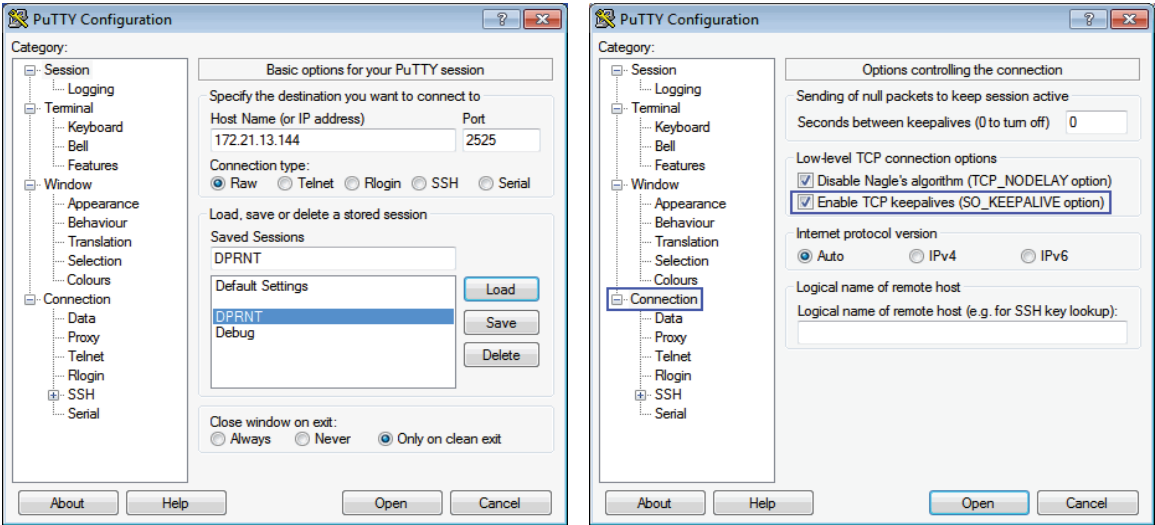 PuTTY Configuration
Category:
Session
Logging
Terminal
Keyboard
Bell
Features
Window
Appearance
Behaviour
Translation
Selection
Colours
Connection
Data
Proxy
Telnet
Rlogin
SSH
Serial
Basic options for your PuTTY session
Specify the destination you want to connect to
Host Name (or IP address) Port
172.21.13.144 2525
Connection type:
Raw Telnet Rlogin SSH Serial
Load, save or delete a stored session
Saved Sessions
DPRNT
Default Settings
DPRNT
Debug
Load
Save
Delete
Close window on exit:
Always Never Only on clean exit
About Help Open Cancel
PuTTY Configuration
Category:
Session
Logging
Terminal
Keyboard
Bell
Features
Window
Appearance
Behaviour
Translation
Selection
Colours
Connection
Data
Proxy
Telnet
Rlogin
SSH
Serial
Options controlling the connection
Sending of null packets to keep session active
Seconds between keepalives (0 to turn off) 0
Low-level TCP connection options
Disable Nagle's algorithm (TCP_NODELAY option)
Enable TCP keepalives (SO_KEEPALIVE option)
Internet protocol version
Auto IPv4 IPv6
Logical name of remote host
Logical name of remote host (e.g. for SSH key lookup):
About Help Open Cancel